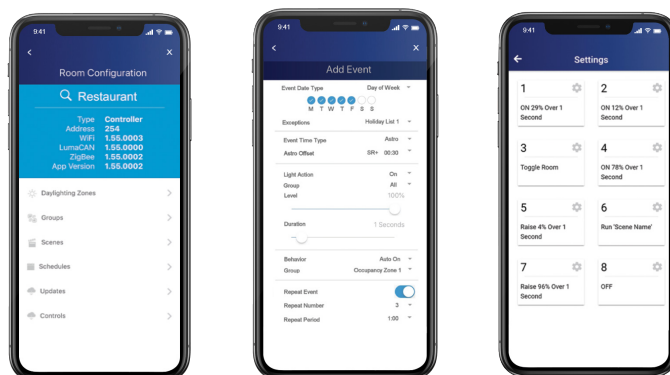 9:41
<
X
Room Configuration
Restaurant
Type Controller
Address 254
WiFi 1.55.0003
LumaCAN 1.55.0000
ZigBee 1.55.0002
App Version 1.55.0002
Daylighting Zones >
Groups >
Scenes >
Schedules >
Updates >
Controls >
9:41
<
X
Add Event
Event Date Type Day of Week
M T W T F S S
Exceptions Holiday List 1
Event Time Type Astro
Astro Offset SR+ 00:30
Light Action On
Group All
Level 100%
Duration 1 Seconds
Behavior Auto On
Group Occupancy Zone 1
Repeat Event
Repeat Number 3
Repeat Period 1:00
9:41
Settings
1
ON 29% Over 1
Second
2
ON 12% Over 1
Second
3
Toggle Room
4
ON 78% Over 1
Second
5
Raise 4% Over 1
Second
6
Run 'Scene Name'
7
Raise 96% Over 1
Second
8
OFF